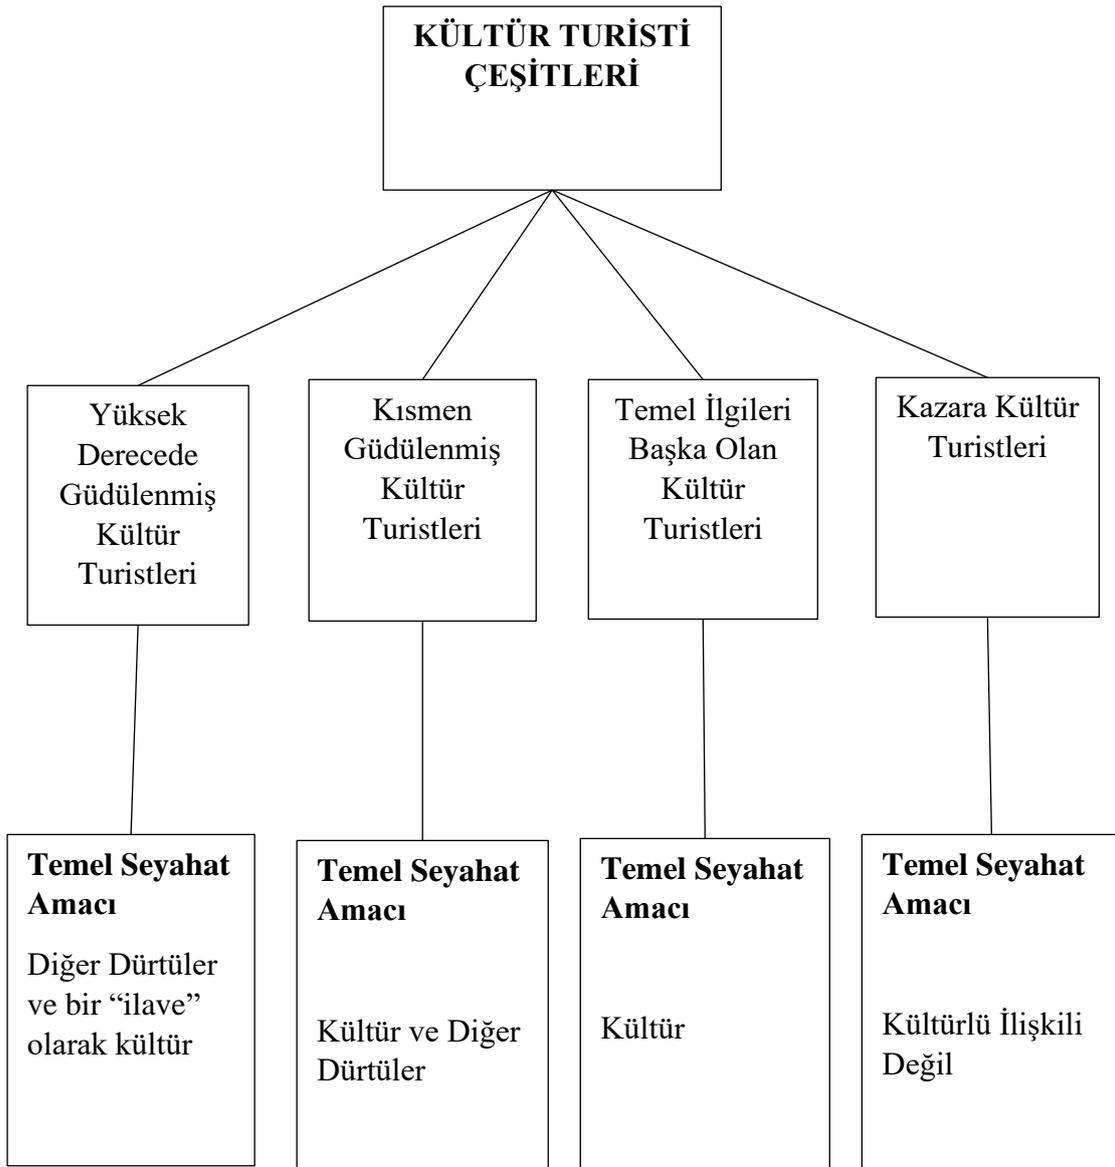 KÜLTÜR TURİSTİ
ÇEŞİTLERİ
Yüksek
Derecede
Güdülenmiş
Kültür
Turistleri
Kısmen
Güdülenmiş
Kültür
Turistleri
Temel İlgileri
Başka Olan
Kültür
Turistleri
Kazara Kültür
Turistleri
Temel Seyahat
Amacı
Diğer Dürtüler
ve bir “ilave”
olarak kültür
Temel Seyahat
Amacı
Kültür ve Diğer
Dürtüler
Temel Seyahat
Amacı
Kültür
Temel Seyahat
Amacı
Kültürlü İlişkili
Değil